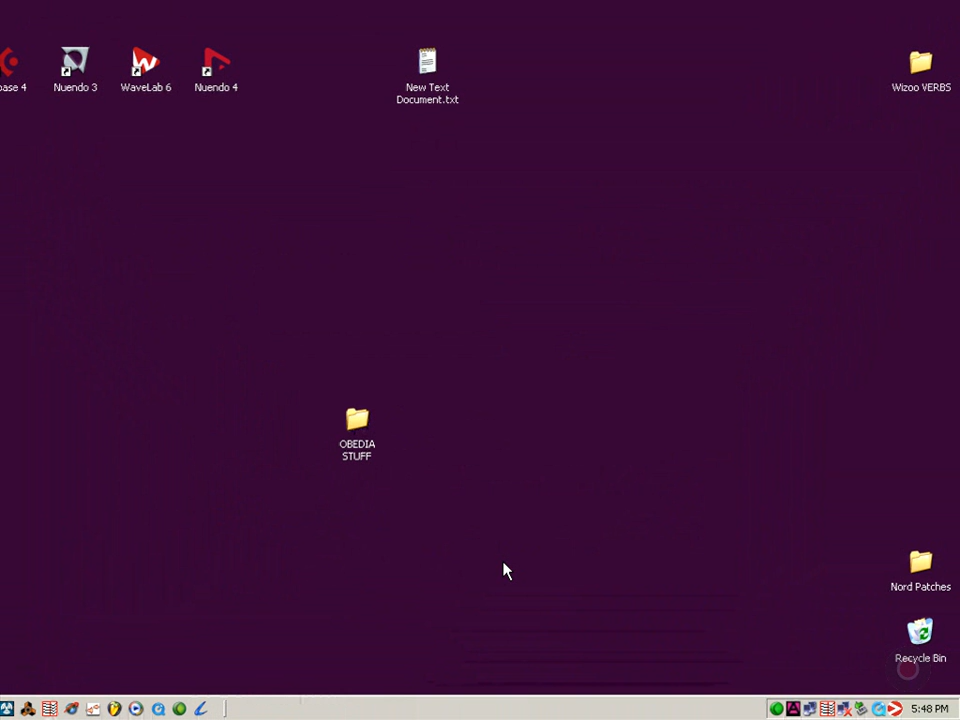 base 4
Nuendo 3
WaveLab 6
Nuendo 4
New Text
Document.txt
Wizoo VERBS
OBEDIA
STUFF
Nord Patches
Recycle Bin
5:48 PM